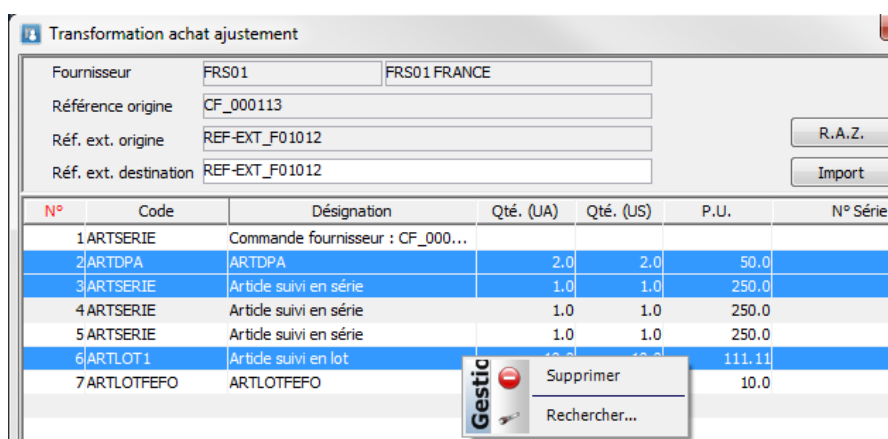 Transformation achat ajustement
Fournisseur FRS01 FRS01 FRANCE
Référence origine CF_000113
Réf. ext. origine REF-EXT_F01012
R.A.Z.
Réf. ext. destination REF-EXT_F01012
Import
N° Code Désignation Qté. (UA) Qté. (US) P.U. N° Série
1 ARTSERIE Commande fournisseur : CF_000...
2 ARTDPA ARTDPA 2.0 2.0 50.0
3 ARTSERIE Article suivi en série 1.0 1.0 250.0
4 ARTSERIE Article suivi en série 1.0 1.0 250.0
5 ARTSERIE Article suivi en série 1.0 1.0 250.0
6 ARTLOT1 Article suivi en lot 111.11
7 ARTLOTFEFO ARTLOTFEFO 10.0
Gestic
Supprimer
Rechercher...